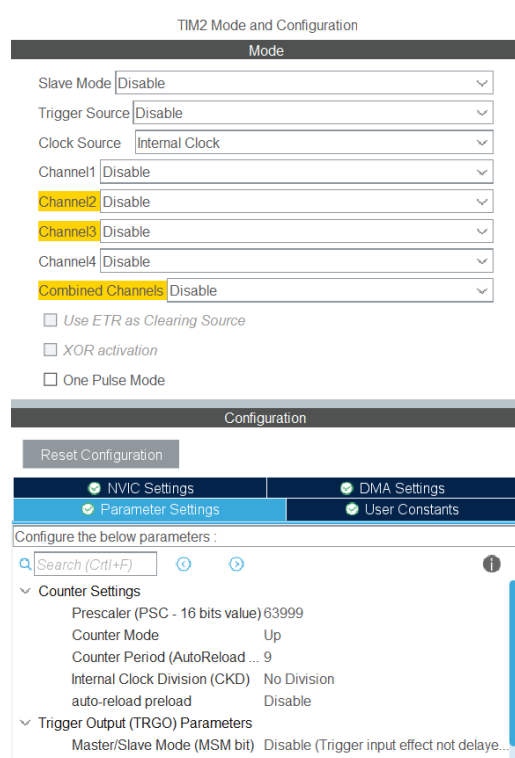 TIM2 Mode and Configuration
Mode
Slave Mode Disable
Trigger Source Disable
Clock Source Internal Clock
Channel1 Disable
Channel2 Disable
Channel3 Disable
Channel4 Disable
Combined Channels Disable
Use ETR as Clearing Source
XOR activation
One Pulse Mode
Configuration
Reset Configuration
NVIC Settings DMA Settings
Parameter Settings User Constants
Configure the below parameters :
Search (Crtl+F)
Counter Settings
Prescaler (PSC - 16 bits value) 63999
Counter Mode Up
Counter Period (AutoReload ... 9
Internal Clock Division (CKD) No Division
auto-reload preload Disable
Trigger Output (TRGO) Parameters
Master/Slave Mode (MSM bit) Disable (Trigger input effect not delaye...